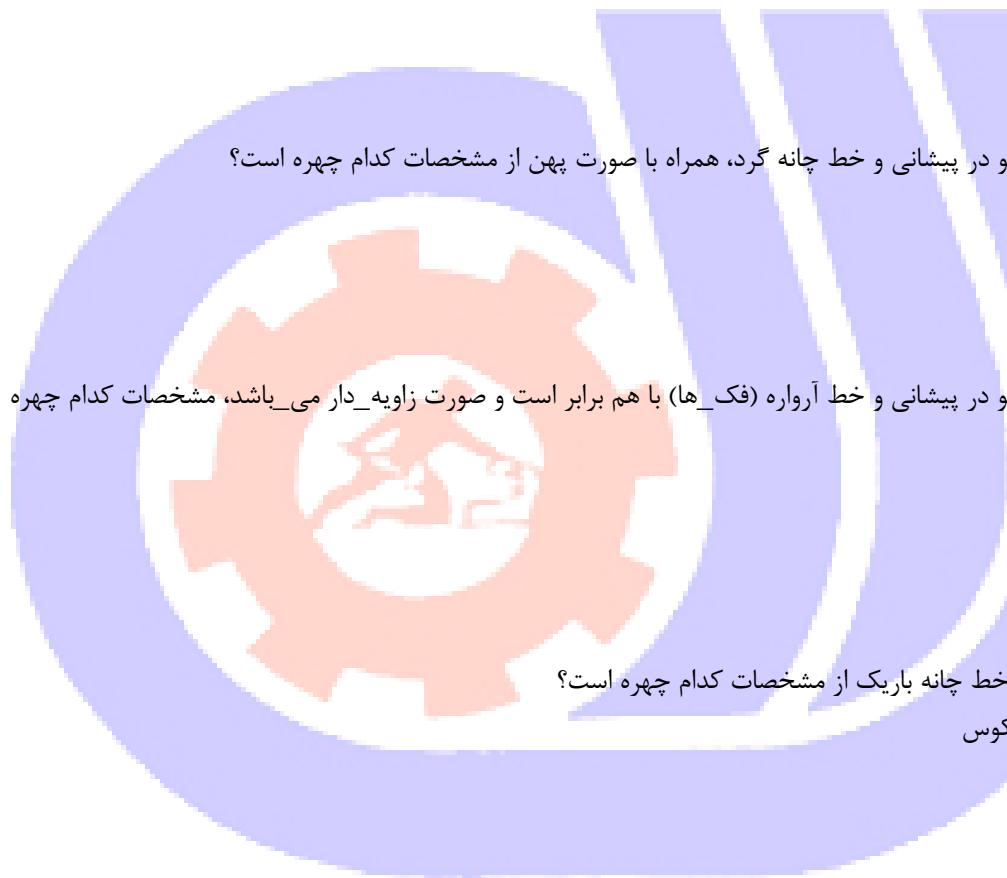 و در پیشانی و خط چانه گرد، همراه با صورت پهن از مشخصات کدام چهره است؟
و در پیشانی و خط آرواره (فک_ها) با هم برابر است و صورت زاویه_دار می_باشد، مشخصات کدام چهره
خط چانه باریک از مشخصات کدام چهره است؟
کوس